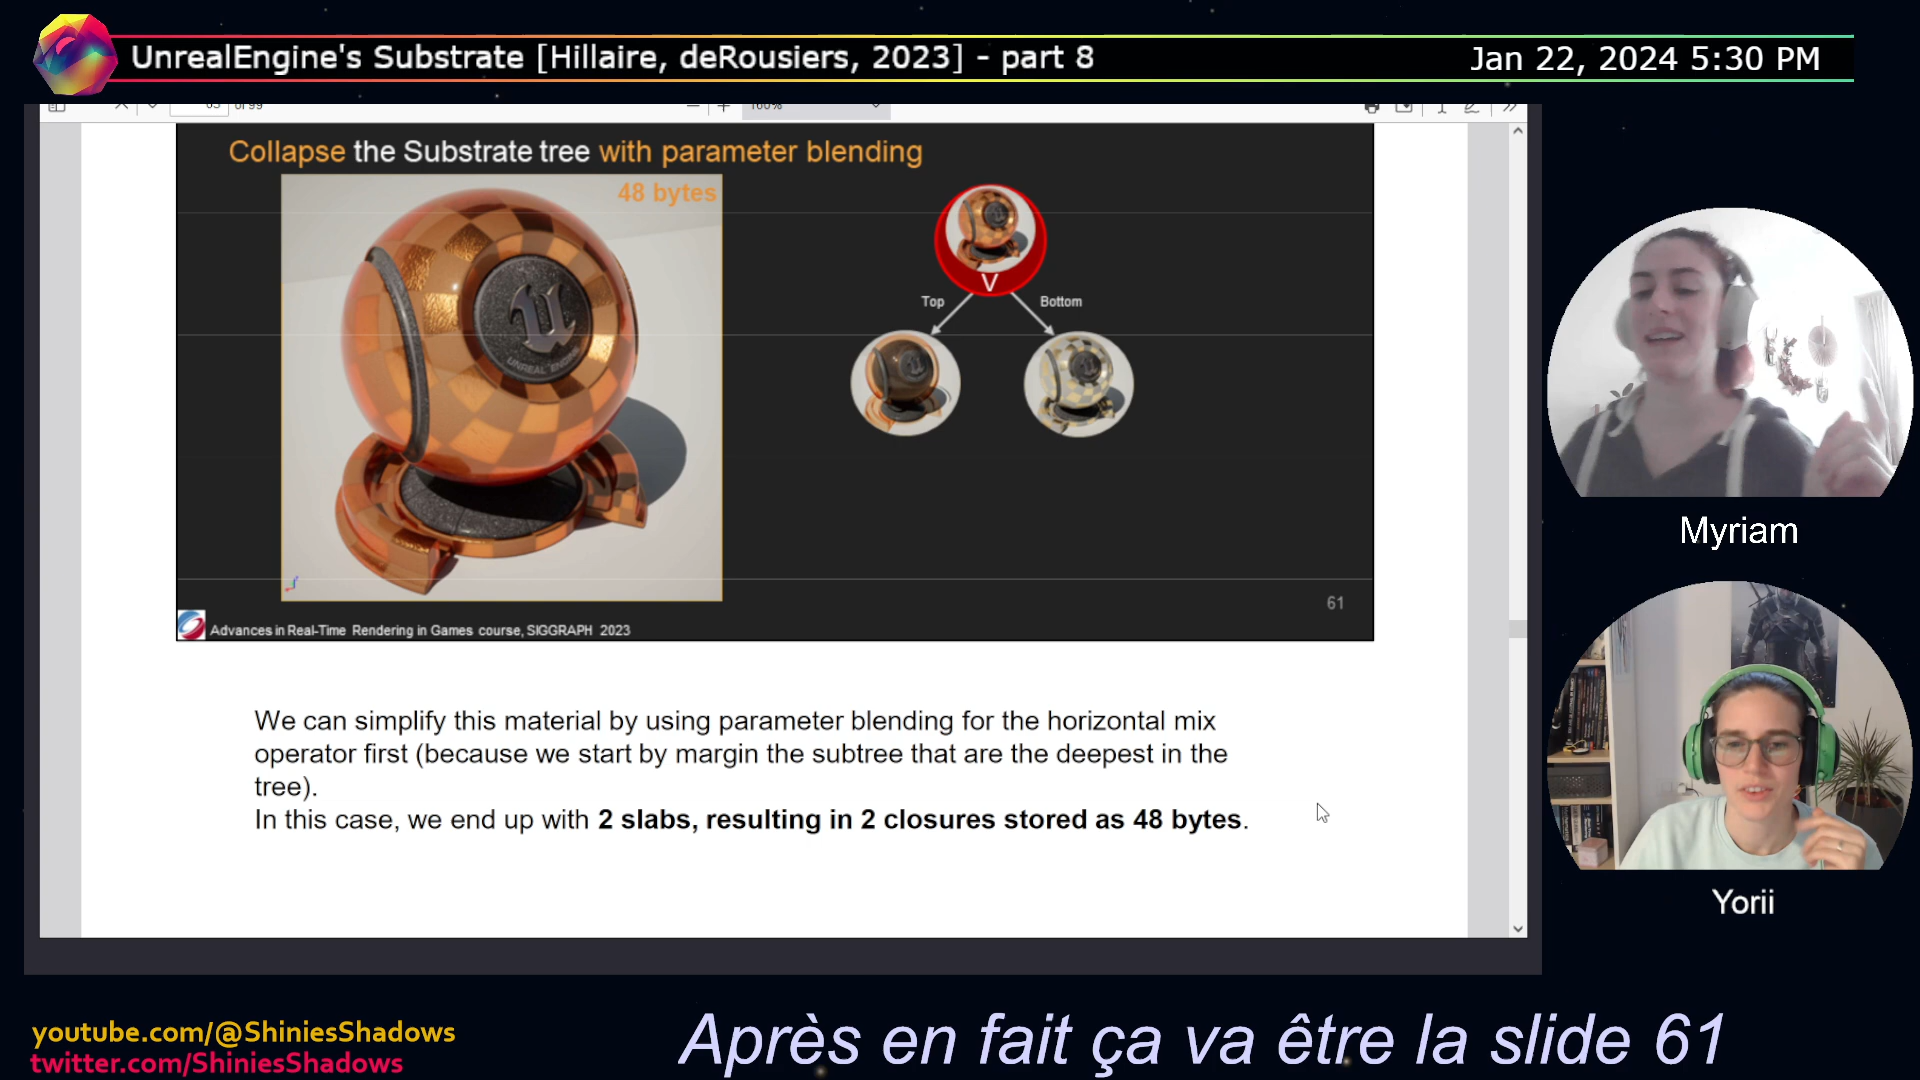 UnrealEngine's Substrate [Hillaire, deRousiers, 2023] - part 8
Jan 22, 2024 5:30 PM
of 99
160%
Collapse the Substrate tree with parameter blending
48 bytes
V
Top
Bottom
UNREAL ENGINE
61
Advances in Real-Time Rendering in Games course, SIGGRAPH 2023
We can simplify this material by using parameter blending for the horizontal mix
operator first (because we start by margin the subtree that are the deepest in the
tree).
In this case, we end up with 2 slabs, resulting in 2 closures stored as 48 bytes.
Myriam
Yorii
youtube.com/@ShiniesShadows
twitter.com/ShiniesShadows
Après en fait ça va être la slide 61